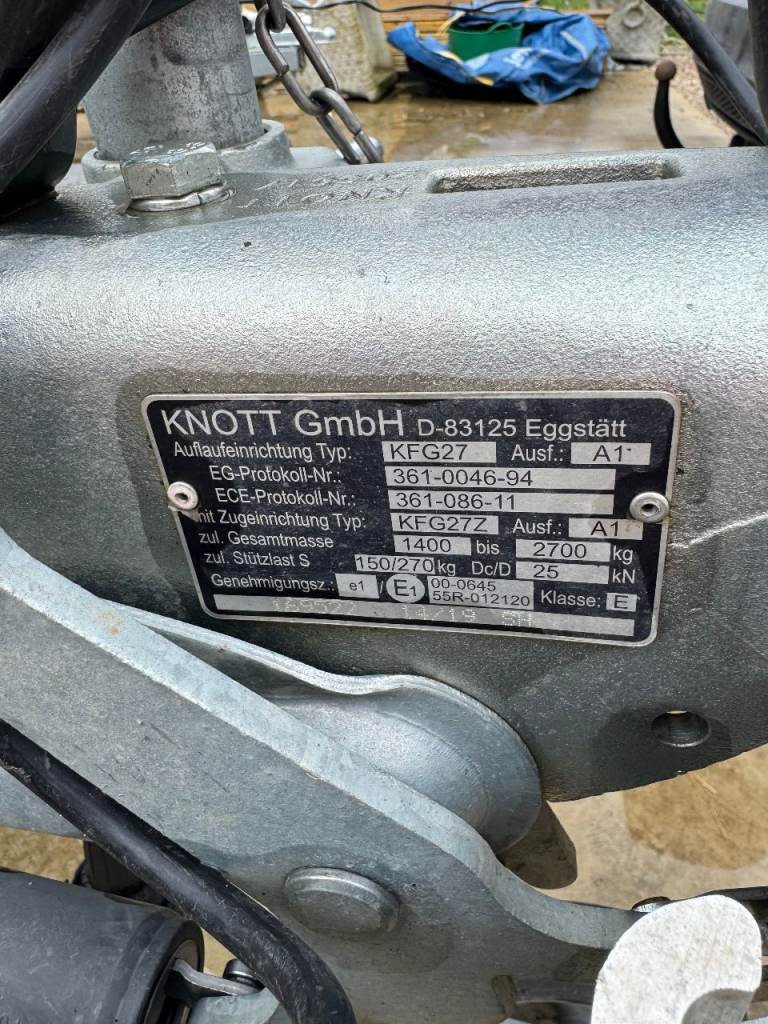 KNOTT GmbH D-83125 Eggstätt
Auflaufeinrichtung Typ: KFG27 Ausf.: A1
EG-Protokoll-Nr.: 361-0046-94
ECE-Protokoll-Nr.: 361-086-11
mit Zugeinrichtung Typ: KFG27Z Ausf.: A1
zul. Gesamtmasse 1400 bis 2700 kg
zul. Stützlast S 150/270 kg Dc/D 25 kN
Genehmigungsz.: e1 / E1 00-0645
55R-012120 Klasse: E